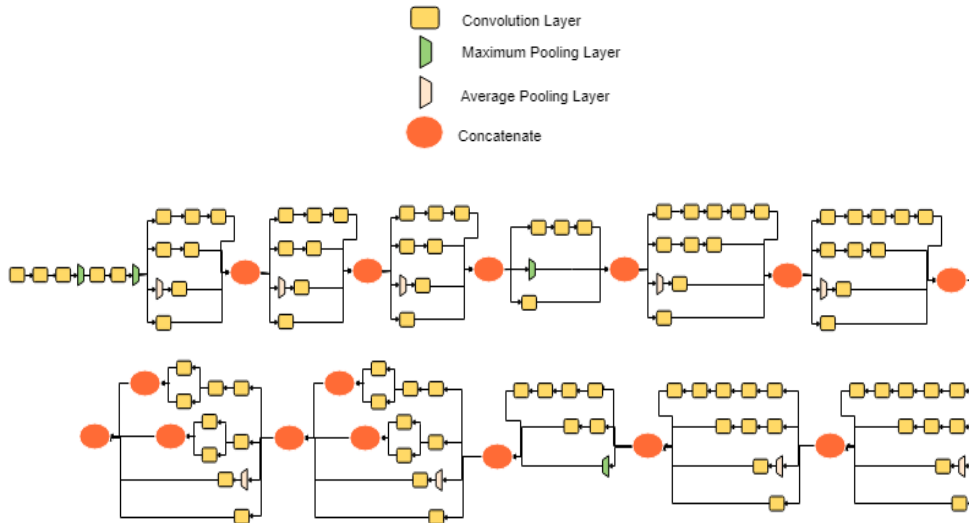 Convolution Layer
Maximum Pooling Layer
Average Pooling Layer
Concatenate